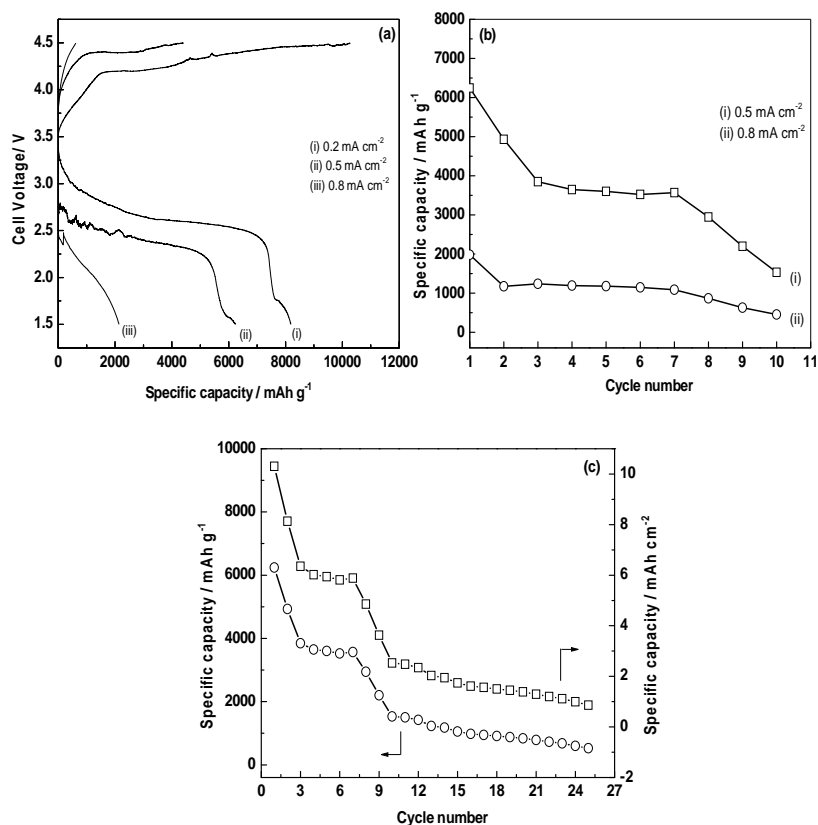 (a)
4.5
4.0
3.5
3.0
2.5
2.0
1.5
Cell Voltage/ V
(i) 0.2 mA cm-2
(ii) 0.5 mA cm-2
(iii) 0.8 mA cm-2
(iii)
(ii)
(i)
0 2000 4000 6000 8000 10000 12000
Specific capacity / mAh g-1
(b)
8000
7000
6000
5000
4000
3000
2000
1000
0
Specific capacity / mAh g-1
(i) 0.5 mA cm-2
(ii) 0.8 mA cm-2
(i)
(ii)
1 2 3 4 5 6 7 8 9 10 11
Cycle number
(c)
10000
8000
6000
4000
2000
0
Specific capacity / mAh g-1
10
8
6
4
2
0
-2
Specific capacity / mAh cm-2
0 3 6 9 12 15 18 21 24 27
Cycle number